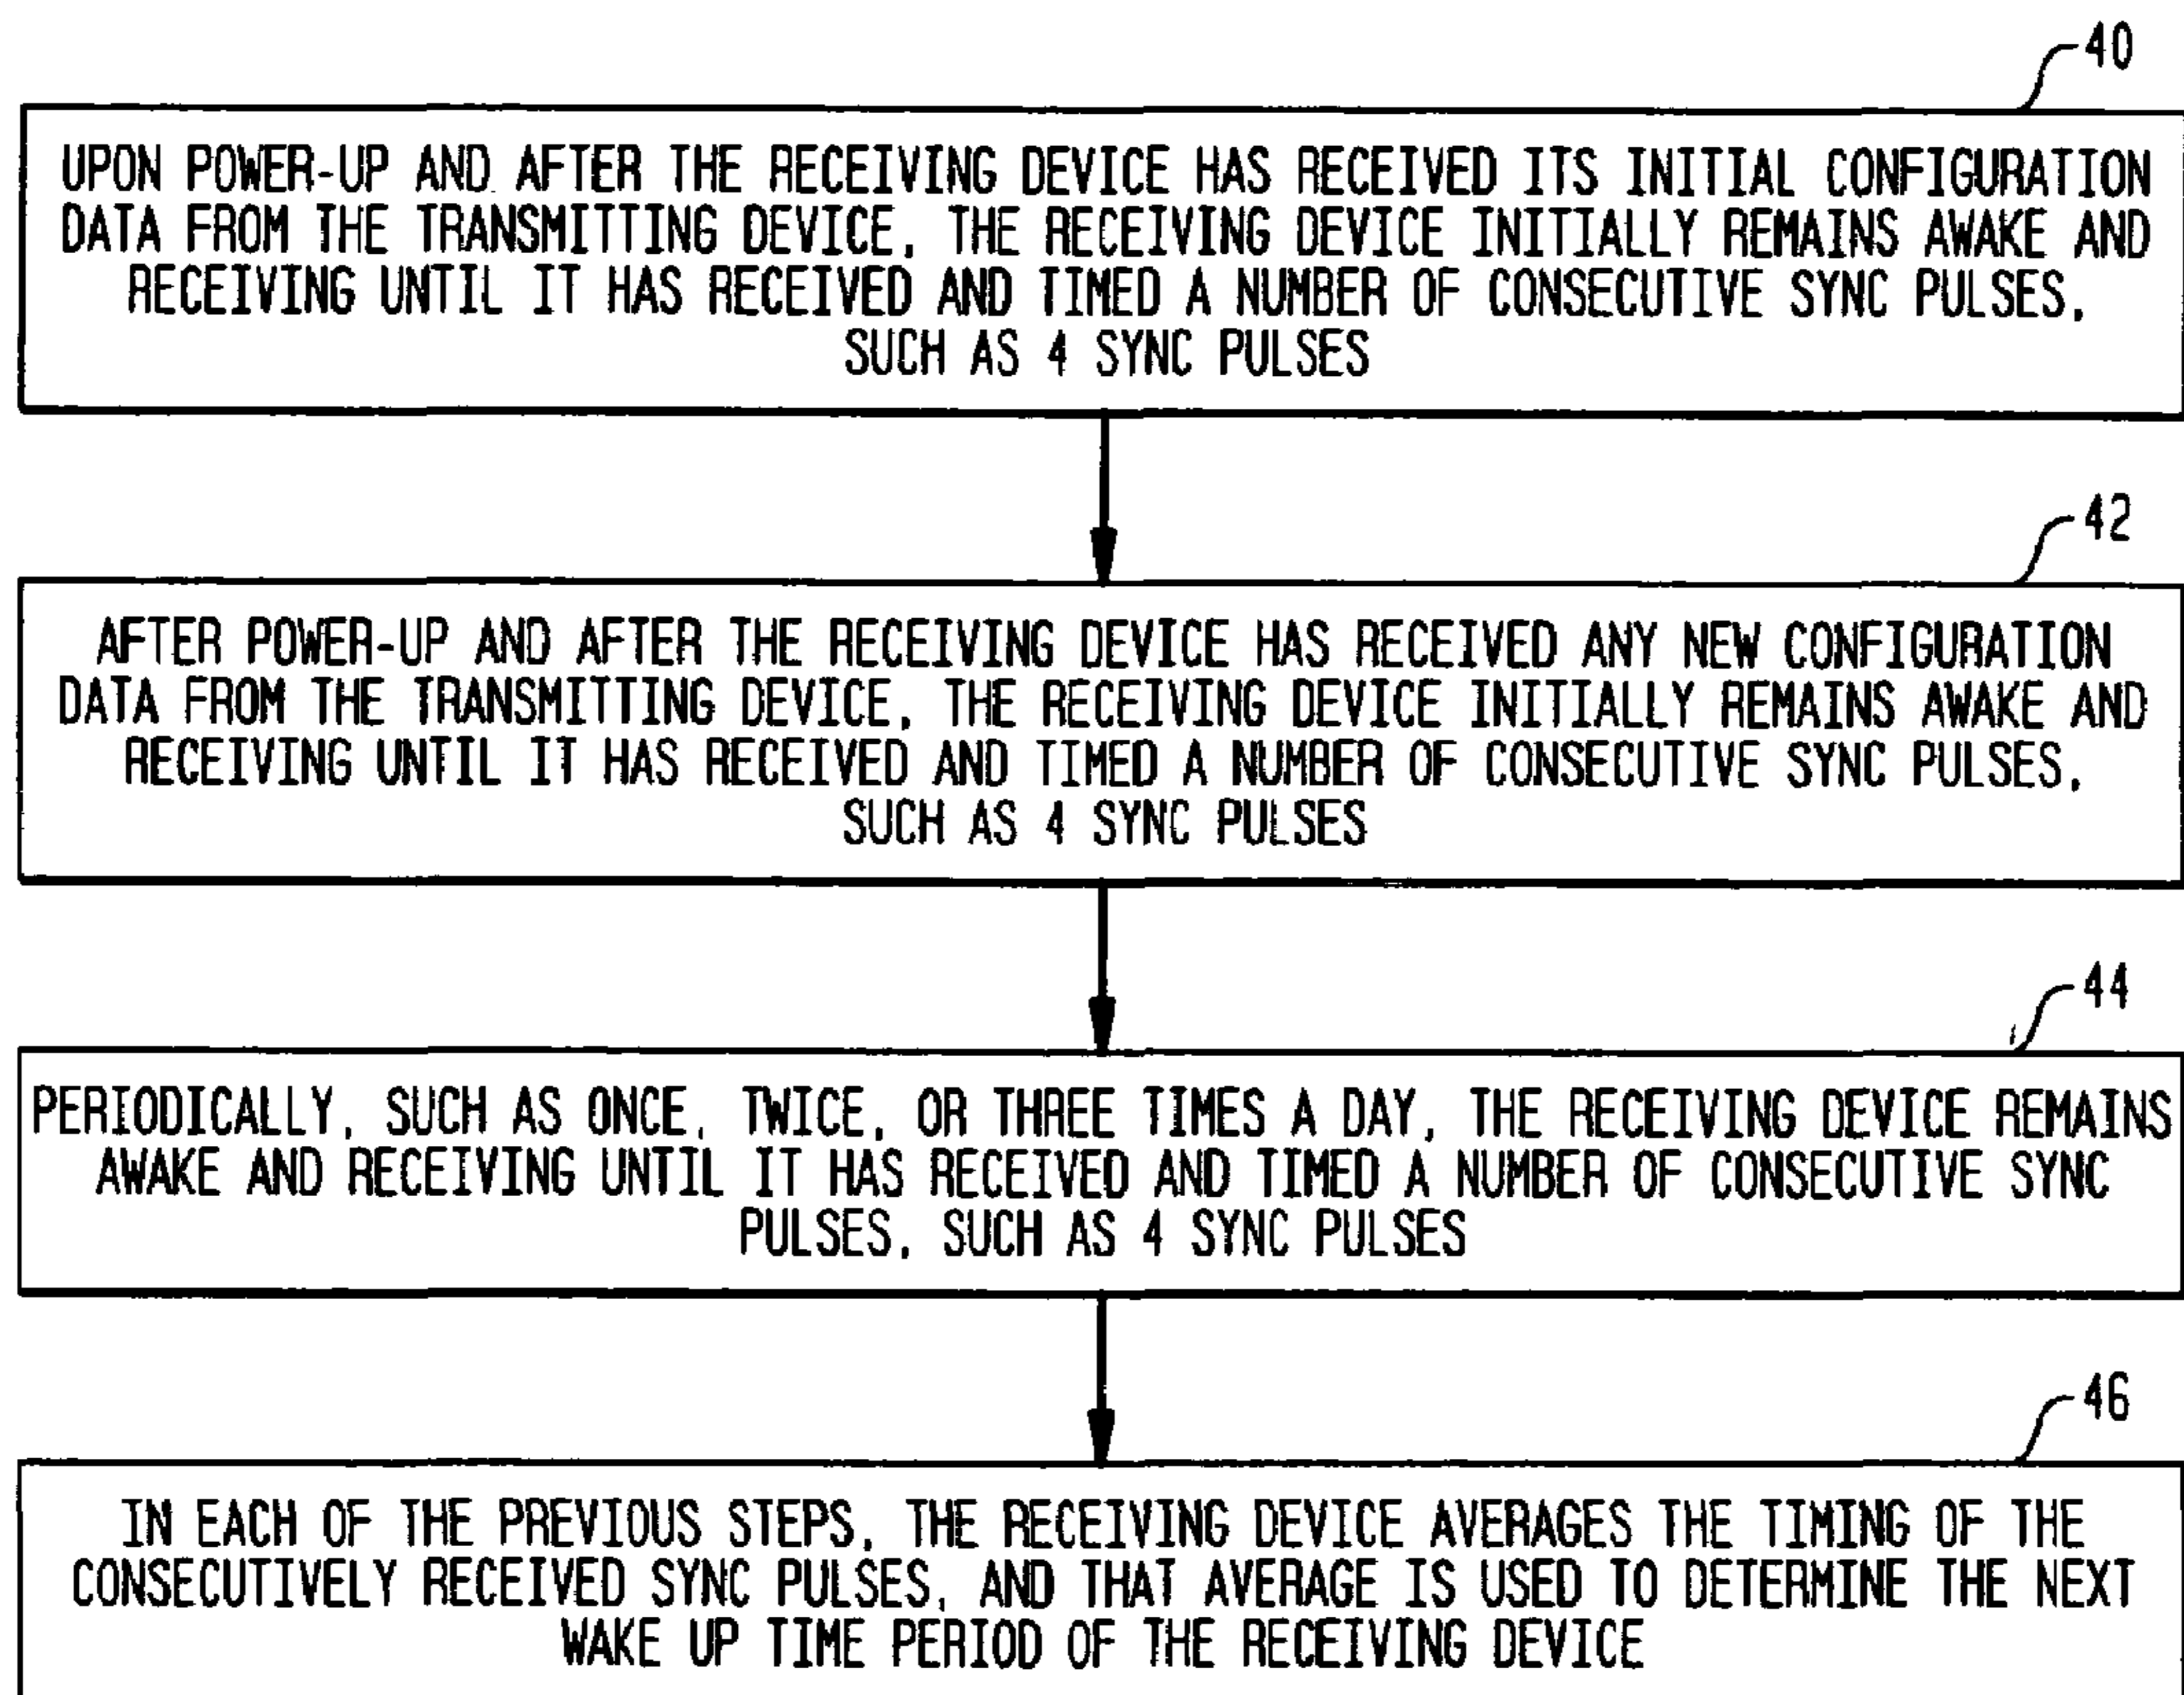 40
UPON POWER-UP AND AFTER THE RECEIVING DEVICE HAS RECEIVED ITS INITIAL CONFIGURATION
DATA FROM THE TRANSMITTING DEVICE, THE RECEIVING DEVICE INITIALLY REMAINS AWAKE AND
RECEIVING UNTIL IT HAS RECEIVED AND TIMED A NUMBER OF CONSECUTIVE SYNC PULSES,
SUCH AS 4 SYNC PULSES
42
AFTER POWER-UP AND AFTER THE RECEIVING DEVICE HAS RECEIVED ANY NEW CONFIGURATION
DATA FROM THE TRANSMITTING DEVICE, THE RECEIVING DEVICE INITIALLY REMAINS AWAKE AND
RECEIVING UNTIL IT HAS RECEIVED AND TIMED A NUMBER OF CONSECUTIVE SYNC PULSES,
SUCH AS 4 SYNC PULSES
44
PERIODICALLY, SUCH AS ONCE, TWICE, OR THREE TIMES A DAY, THE RECEIVING DEVICE REMAINS
AWAKE AND RECEIVING UNTIL IT HAS RECEIVED AND TIMED A NUMBER OF CONSECUTIVE SYNC
PULSES, SUCH AS 4 SYNC PULSES
46
IN EACH OF THE PREVIOUS STEPS, THE RECEIVING DEVICE AVERAGES THE TIMING OF THE
CONSECUTIVELY RECEIVED SYNC PULSES, AND THAT AVERAGE IS USED TO DETERMINE THE NEXT
WAKE UP TIME PERIOD OF THE RECEIVING DEVICE